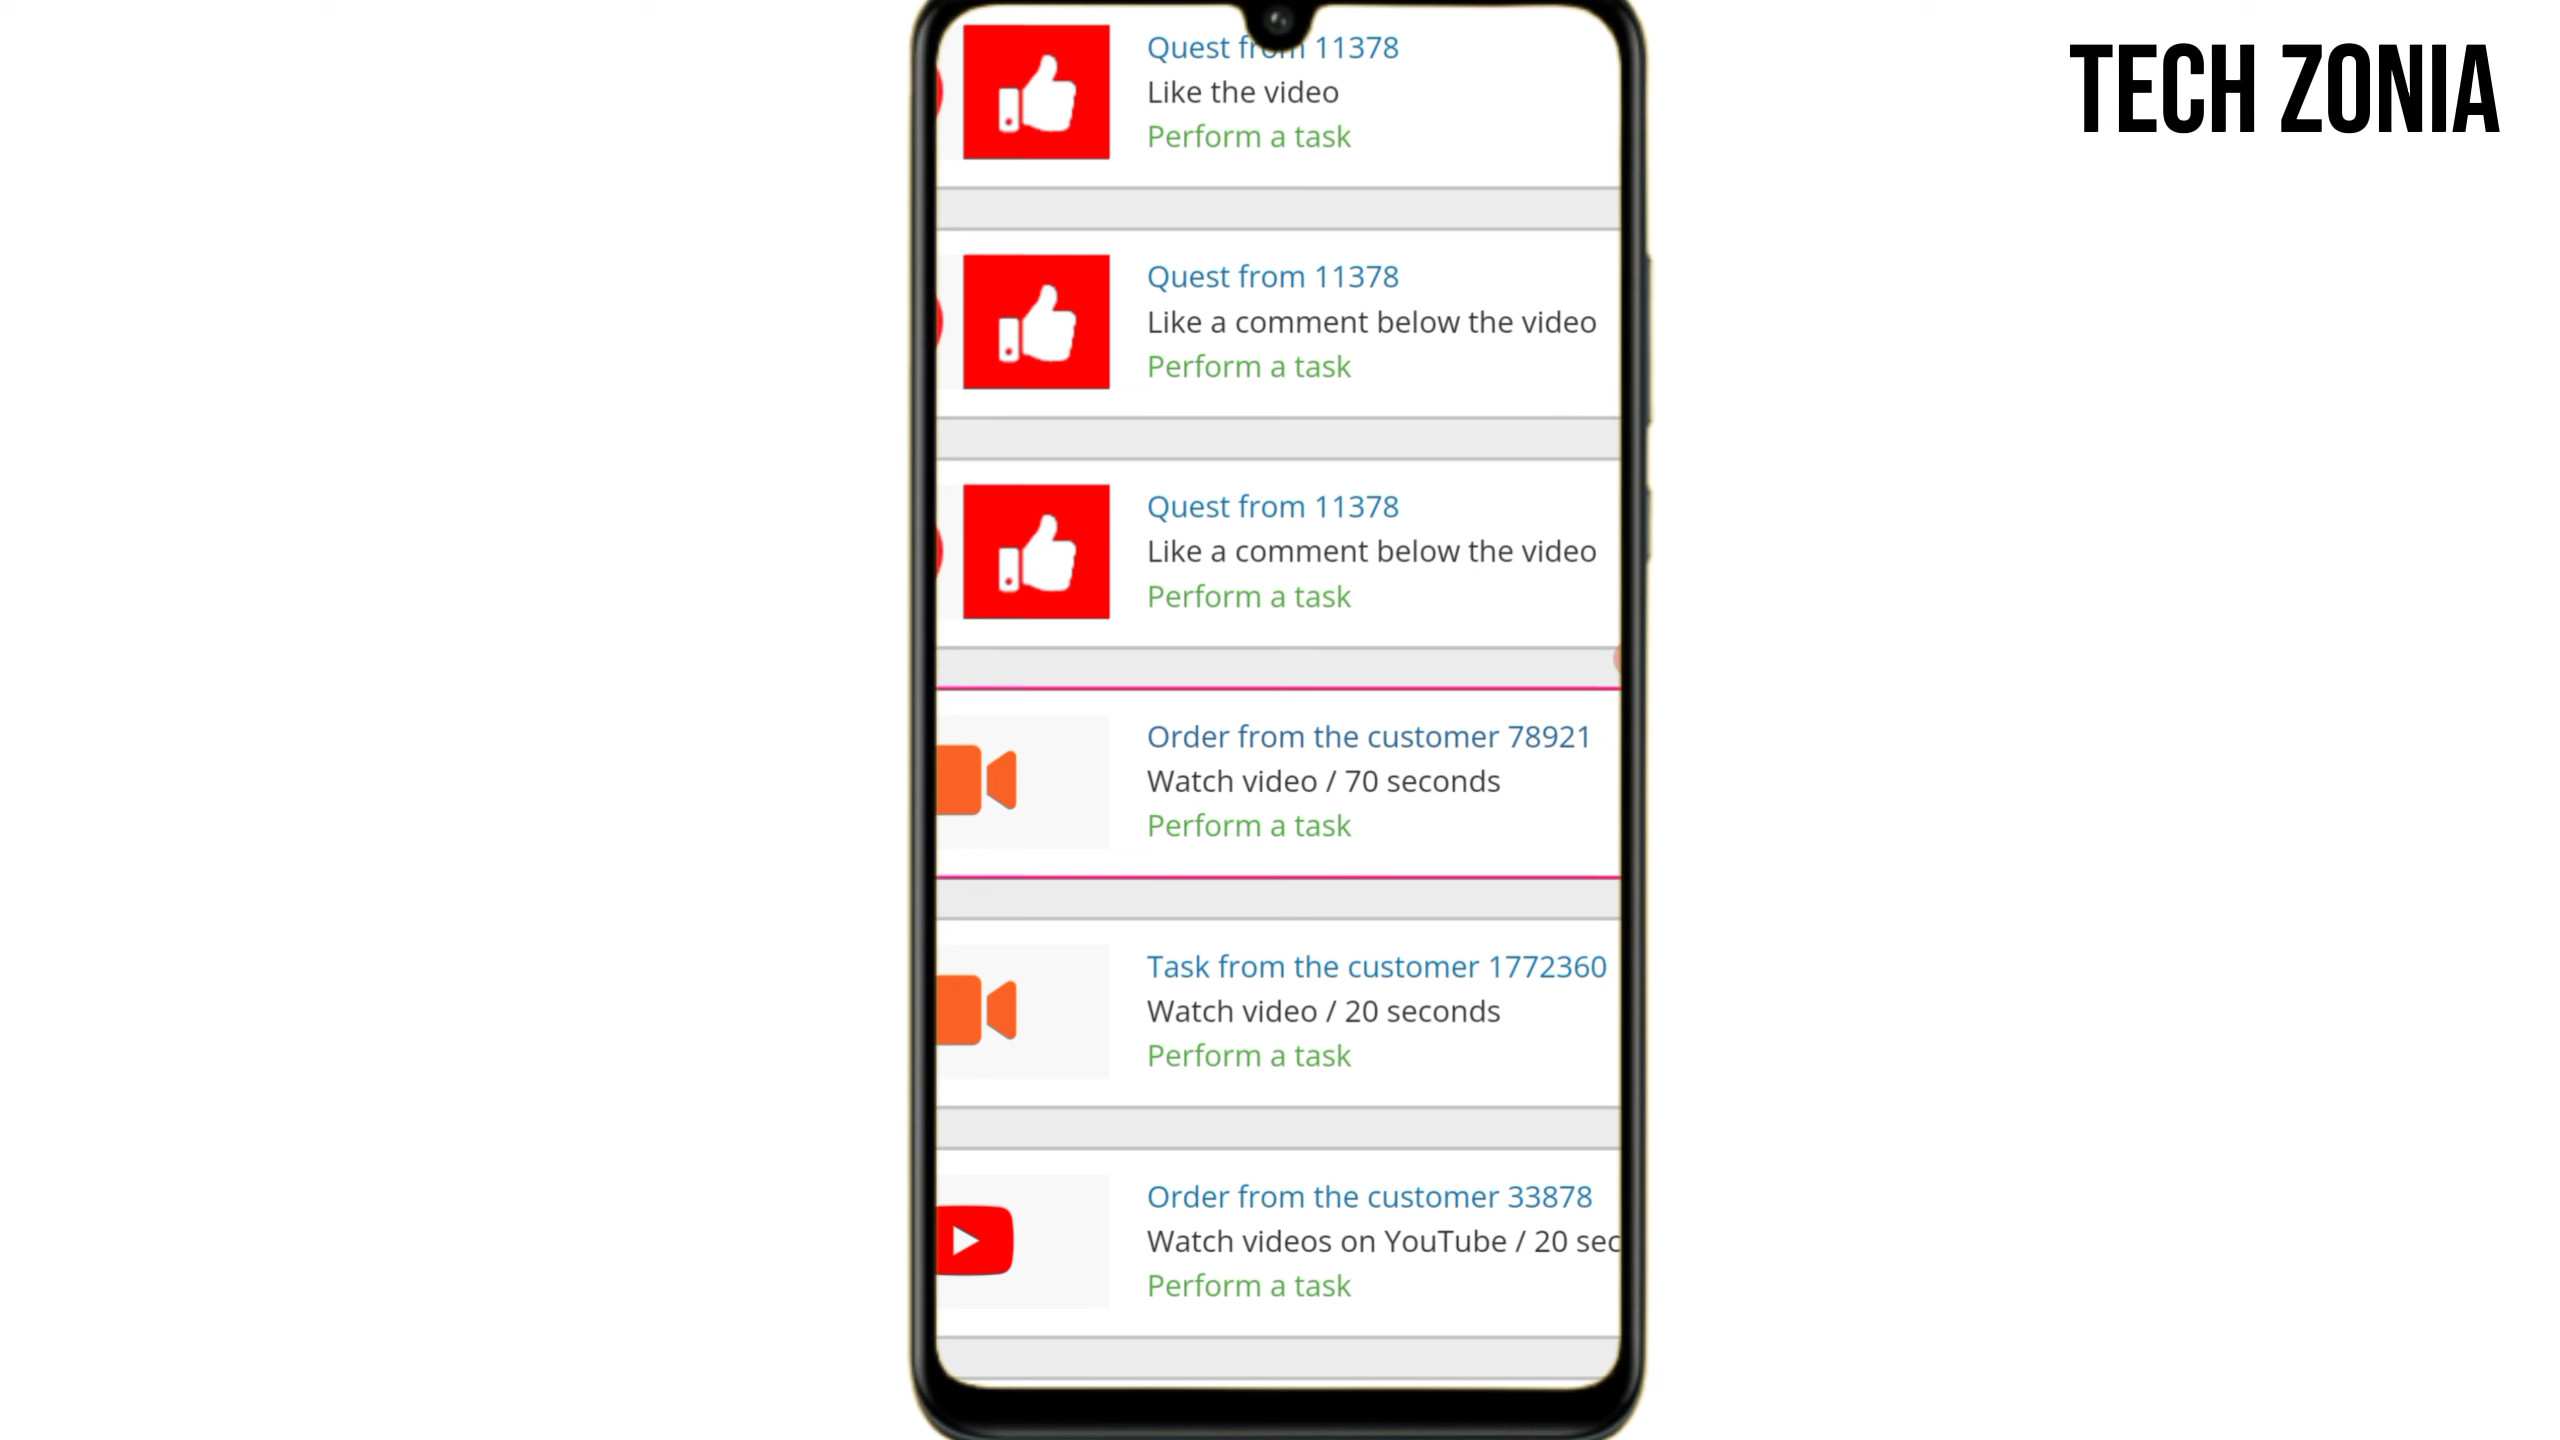 TECH ZONIA
Quest from 11378
Like the video
Perform a task
Quest from 11378
Like a comment below the video
Perform a task
Quest from 11378
Like a comment below the video
Perform a task
Order from the customer 78921
Watch video / 70 seconds
Perform a task
Task from the customer 1772360
Watch video / 20 seconds
Perform a task
Order from the customer 33878
Watch videos on YouTube / 20 sec
Perform a task